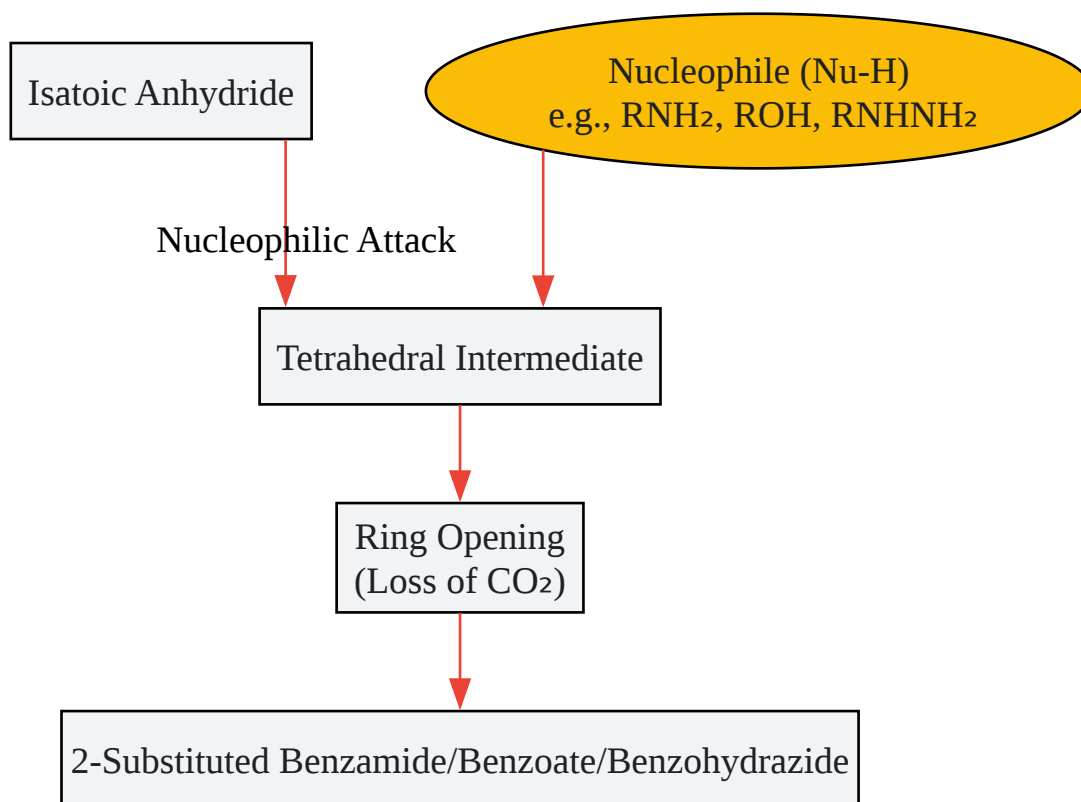 Isatoic Anhydride
Nucleophile (Nu-H)
e.g., RNH₂, ROH, RNHNH₂
Nucleophilic Attack
Tetrahedral Intermediate
Ring Opening
(Loss of CO₂)
2-Substituted Benzamide/Benzoate/Benzohydrazide